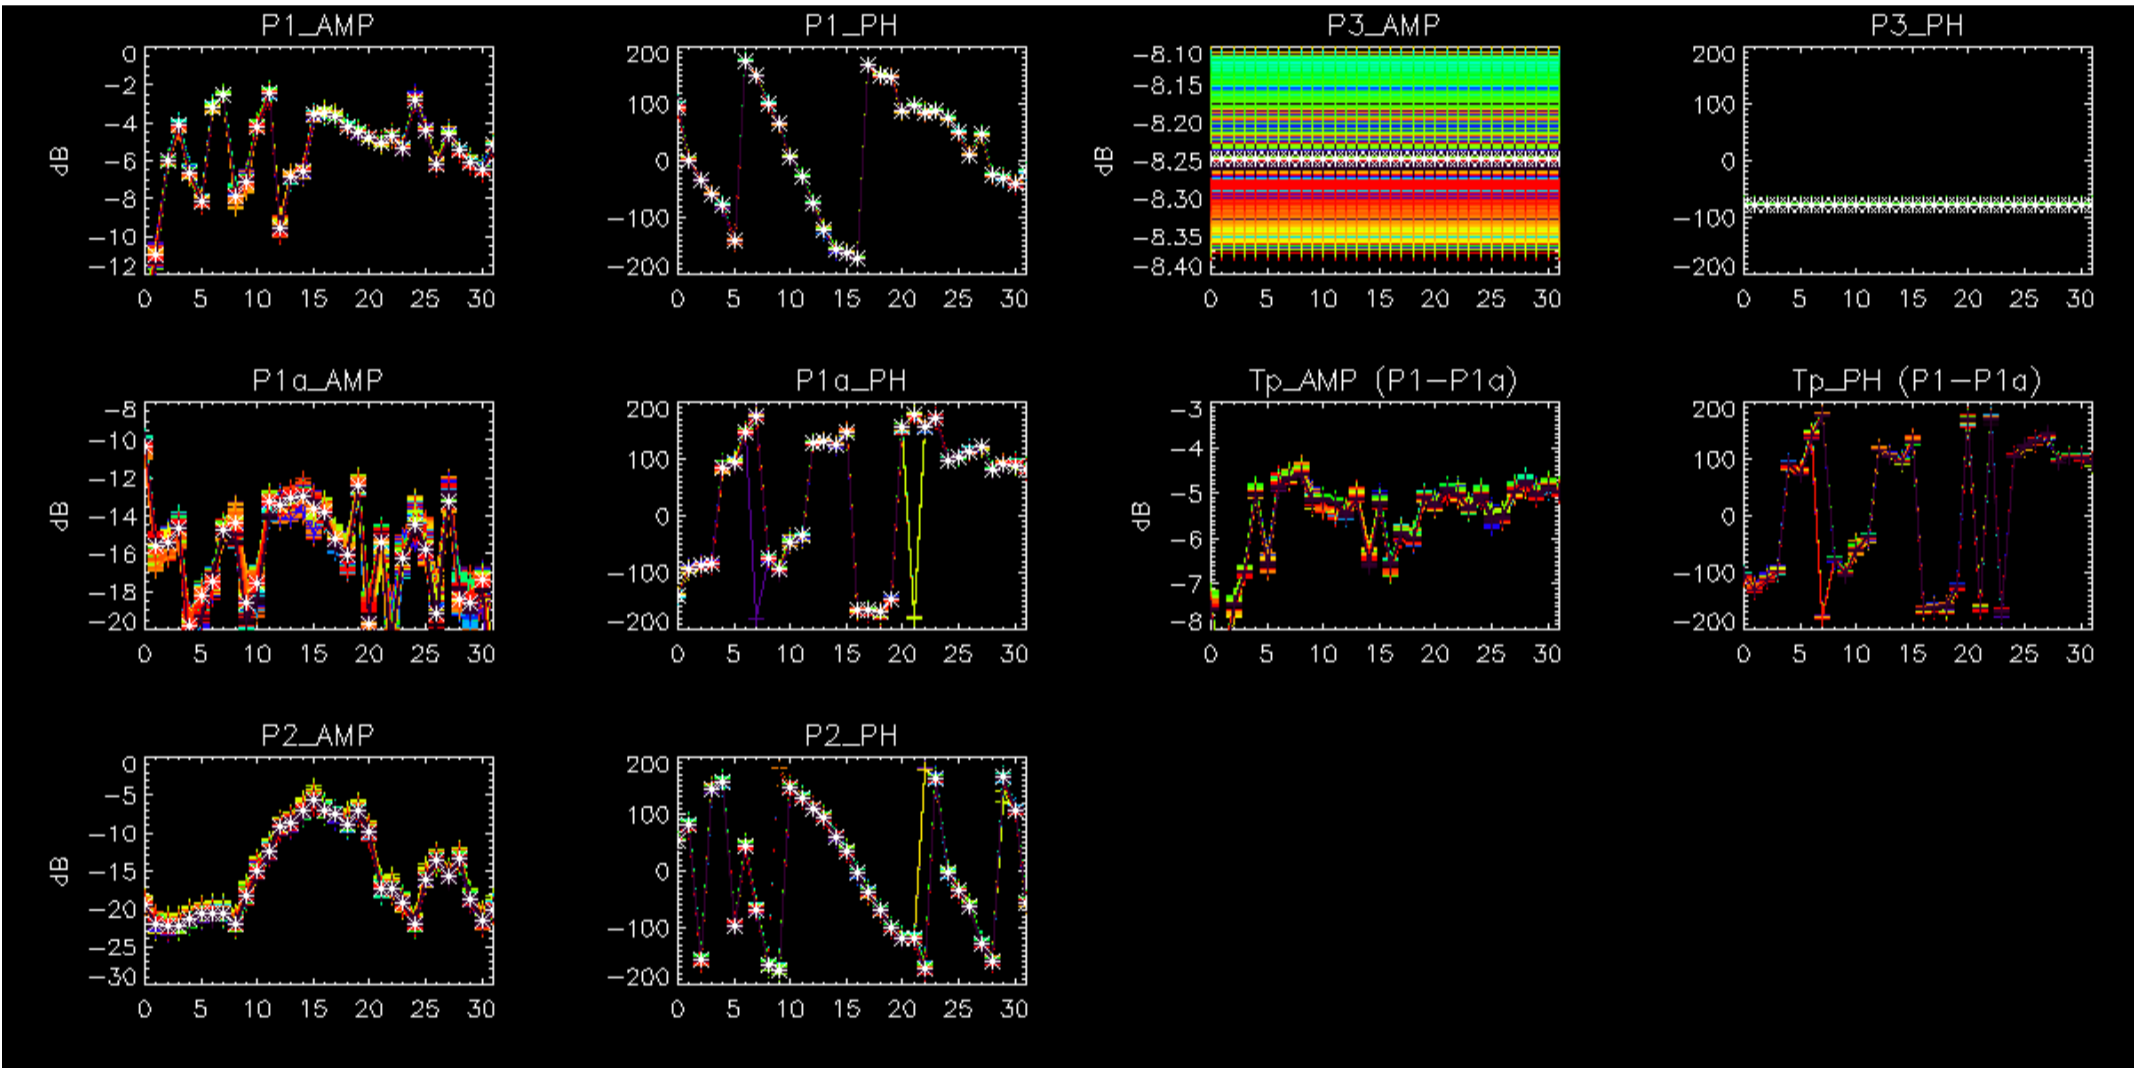 P1_AMP P1_PH P3_AMP P3_PH
0 200 -8.10 200
-2 -8.15
-4 100 100
dB -6 0 dB -8.20 0
-8 -8.25
-10 -100 -8.30 -100
-12 -200 -8.35 -200
-8.40
0 5 10 15 20 25 30 0 5 10 15 20 25 30 0 5 10 15 20 25 30 0 5 10 15 20 25 30
P1a_AMP P1a_PH Tp_AMP (P1-P1a) Tp_PH (P1-P1a)
-8 200 -3 200
-10 100 -4 100
-12
dB -14 0 dB -5 0
-16 -6
-18 -100 -7 -100
-20 -200 -8 -200
0 5 10 15 20 25 30 0 5 10 15 20 25 30 0 5 10 15 20 25 30 0 5 10 15 20 25 30
P2_AMP P2_PH
0 200
-5 100
-10
dB -15 0
-20 -100
-25
-30 -200
0 5 10 15 20 25 30 0 5 10 15 20 25 30